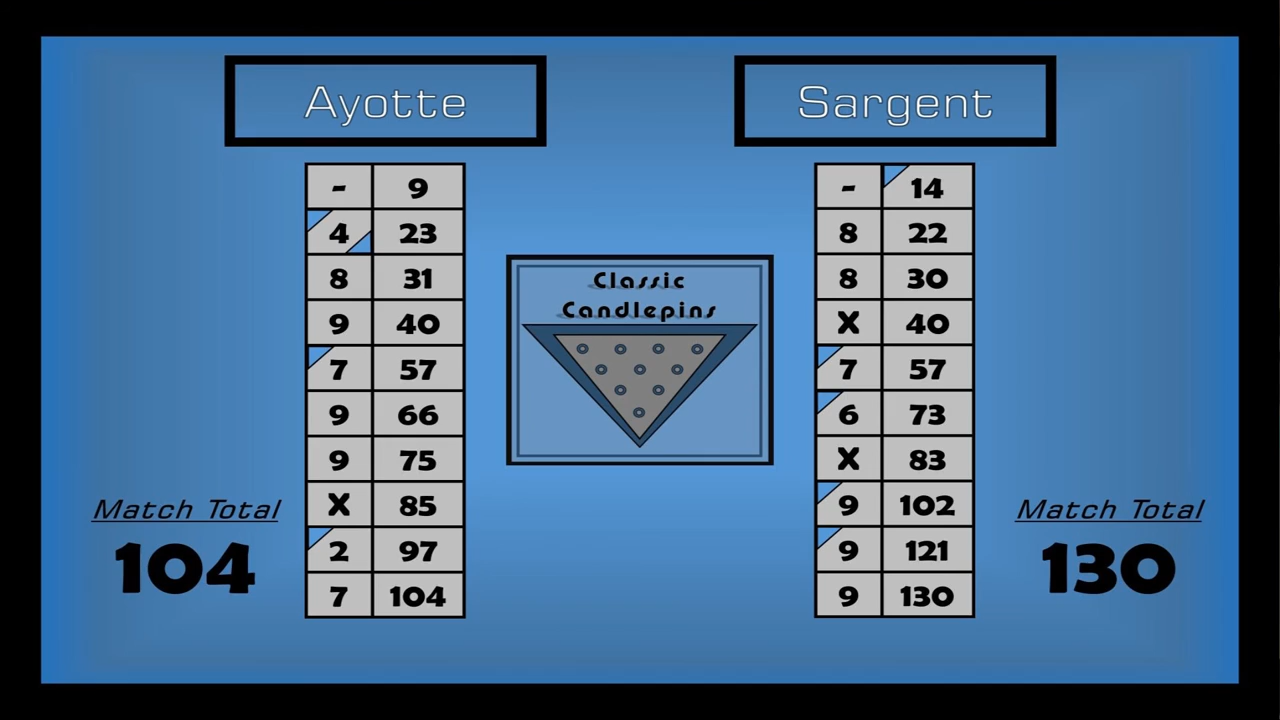 Ayotte
- 9
4 23
8 31
9 40
7 57
9 66
9 75
X 85
2 97
7 104
Match Total
104
Classic
Candlepins
Sargent
- 14
8 22
8 30
X 40
7 57
6 73
X 83
9 102
9 121
9 130
Match Total
130